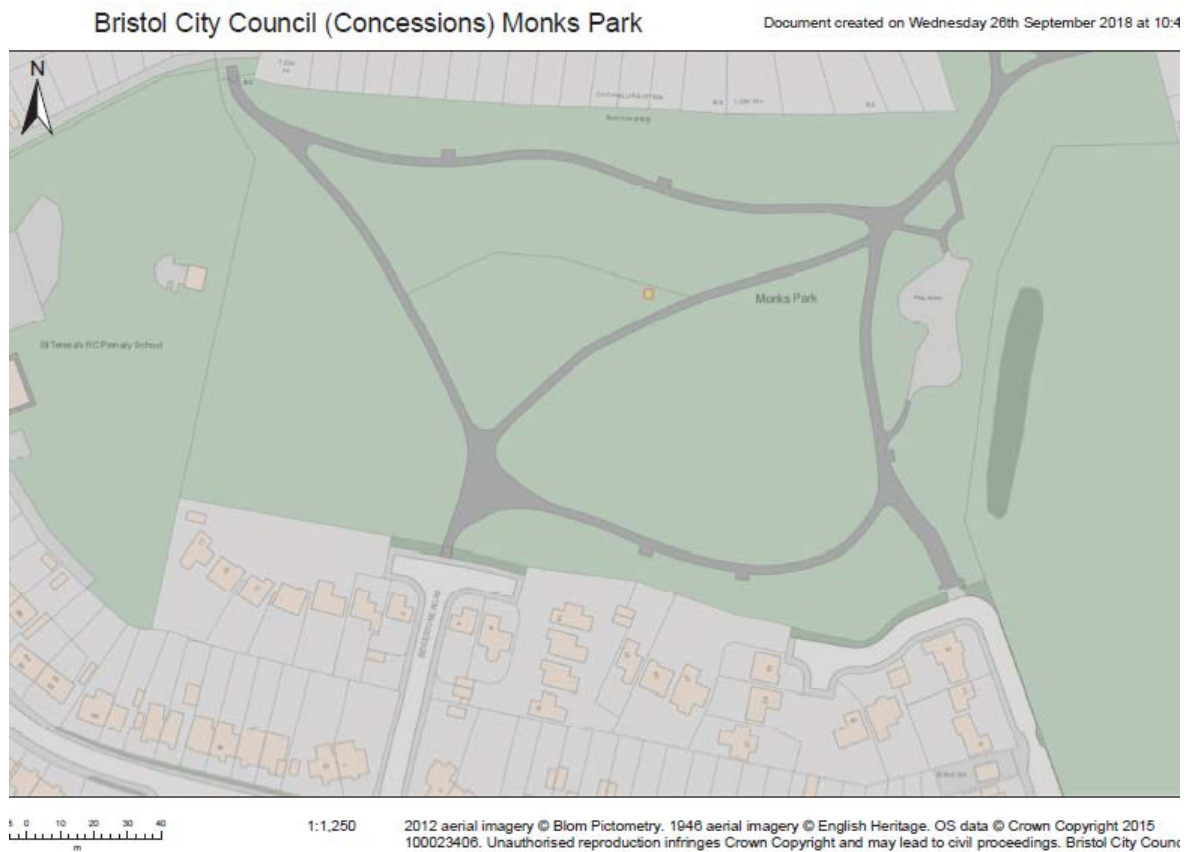 Bristol City Council (Concessions) Monks Park
Document created on Wednesday 26th September 2018 at 10:4
N
Monks Park
St Teresa's RC Primary School
5 0 10 20 30 40
m
1:1,250
2012 aerial imagery © Blom Pictometry. 1946 aerial imagery © English Heritage. OS data © Crown Copyright 2015
100023406. Unauthorised reproduction infringes Crown Copyright and may lead to civil proceedings. Bristol City Counc